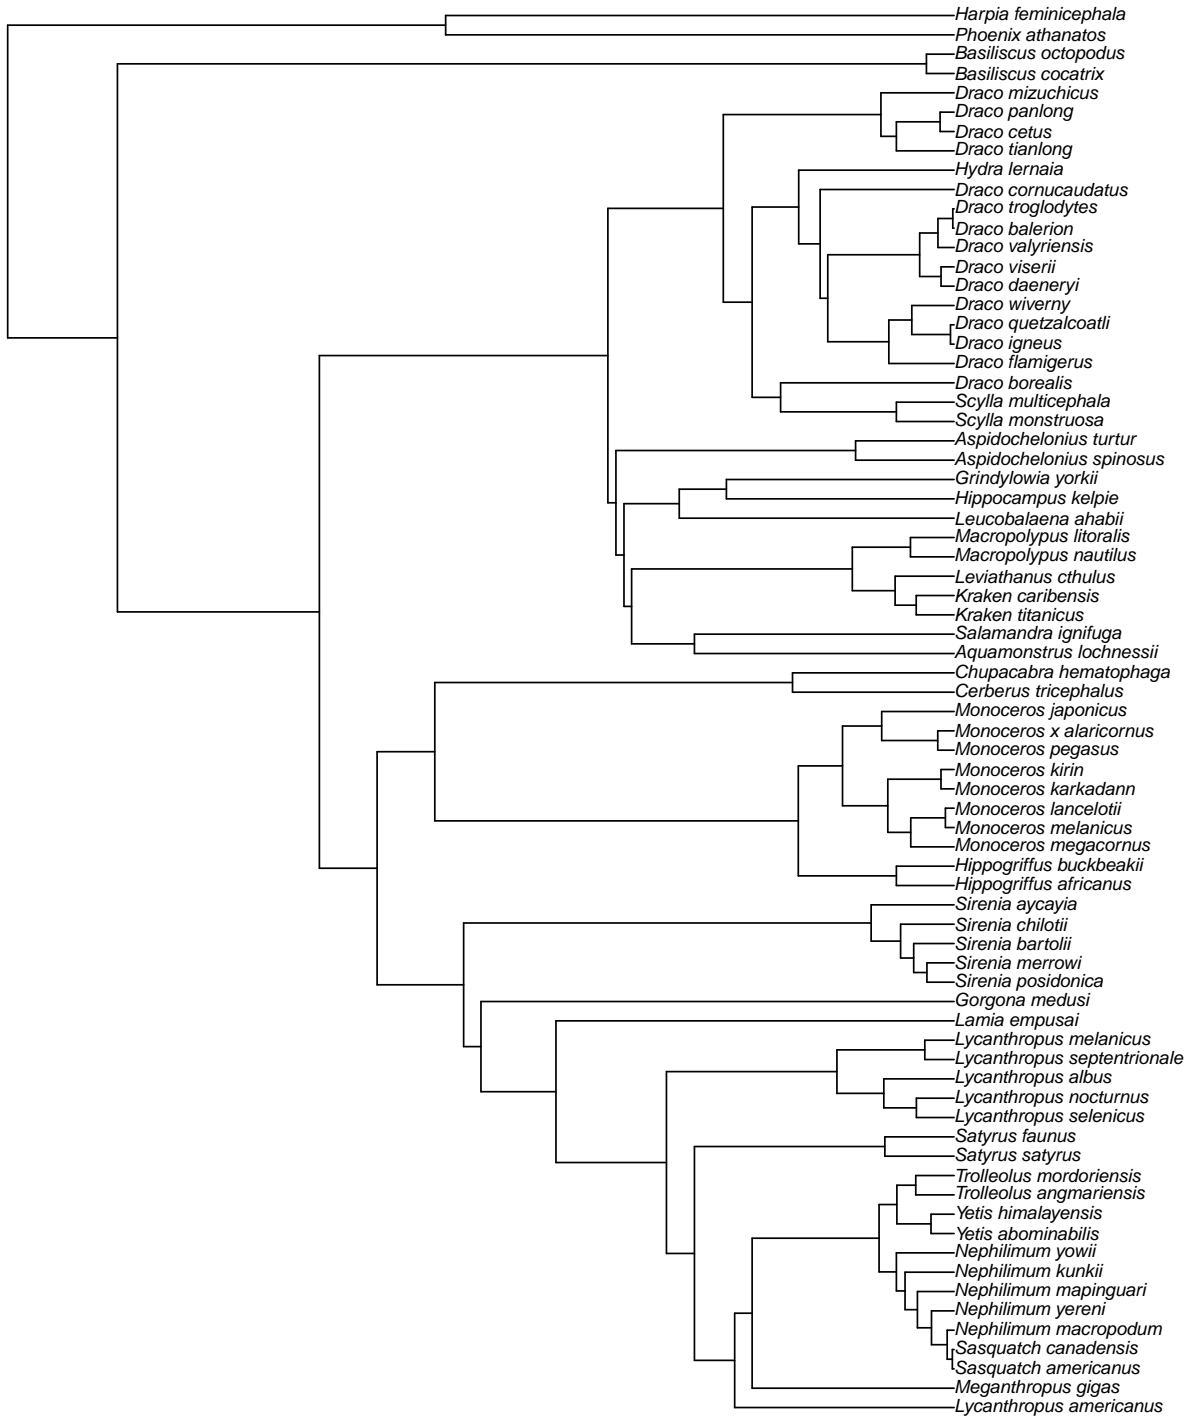 Harpia feminicephala
Phoenix athanatos
Basiliscus octopodus
Basiliscus cocatrix
Draco mizuchicus
Draco panlong
Draco cetus
Draco tianlong
Hydra lernaia
Draco cornucaudatus
Draco troglodytes
Draco balerion
Draco valyriensis
Draco viserii
Draco daeneryi
Draco wiverny
Draco quetzalcoatli
Draco igneus
Draco flamigerus
Draco borealis
Scylla multicephala
Scylla monstruosa
Aspidochelonius turtur
Aspidochelonius spinosus
Grindylowia yorkii
Hippocampus kelpie
Leucobalaena ahabii
Macropolypus litoralis
Macropolypus nautilus
Leviathanus cthulus
Kraken caribensis
Kraken titanicus
Salamandra ignifuga
Aquamonstrus lochnessii
Chupacabra hematophaga
Cerberus tricephalus
Monoceros japonicus
Monoceros x alaricornus
Monoceros pegasus
Monoceros kirin
Monoceros karkadann
Monoceros lancelotii
Monoceros melanicus
Monoceros megacornus
Hippogriffus buckbeakii
Hippogriffus africanus
Sirenia aycayia
Sirenia chilotii
Sirenia bartolii
Sirenia merrowi
Sirenia posidonica
Gorgona medusi
Lamia empusai
Lycanthropus melanicus
Lycanthropus septentrionale
Lycanthropus albus
Lycanthropus nocturnus
Lycanthropus selenicus
Satyrus faunus
Satyrus satyrus
Trolleolus mordoriensis
Trolleolus angmariensis
Yetis himalayensis
Yetis abominabilis
Nephilimum yowii
Nephilimum kunkii
Nephilimum mapinguari
Nephilimum yereni
Nephilimum macropodum
Sasquatch canadensis
Sasquatch americanus
Meganthropus gigas
Lycanthropus americanus